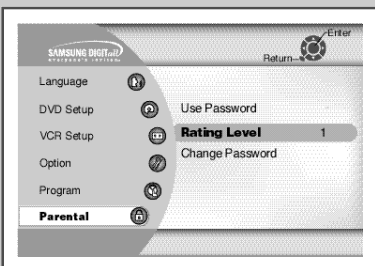 Enter
Return
SAMSUNG DIGITall
Language
DVD Setup
VCR Setup
Option
Program
Parental
Use Password
Rating Level 1
Change Password